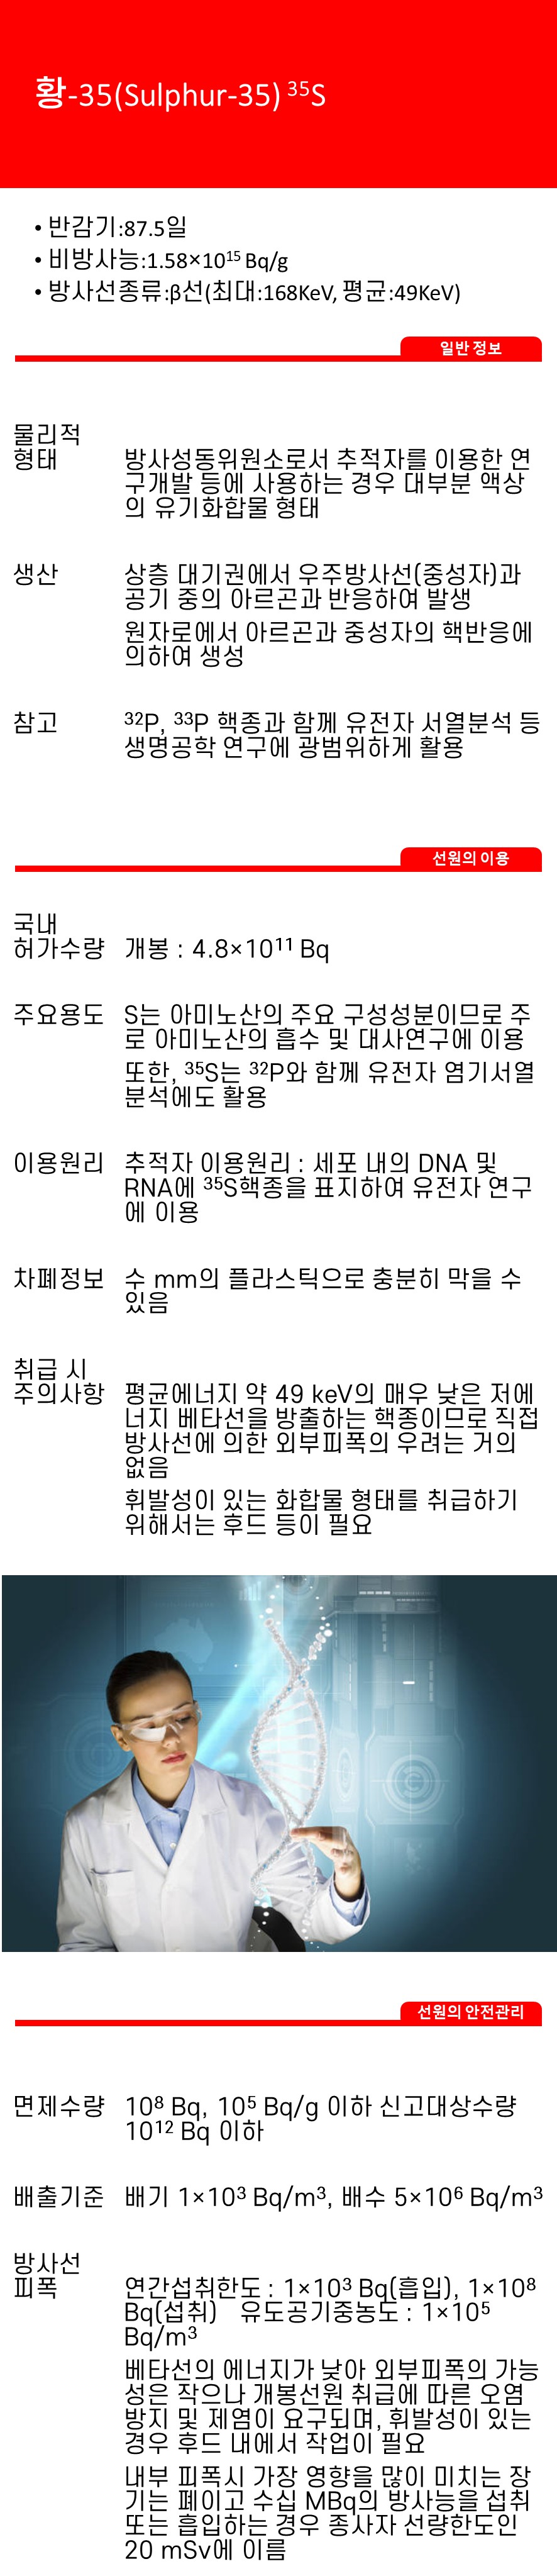 황-35(Sulphur-35) ³⁵S
• 반감기:87.5일
• 비방사능:1.58×10¹⁵ Bq/g
• 방사선종류:β선(최대:168KeV, 평균:49KeV)
일반 정보
물리적
형태 방사성동위원소로서 추적자를 이용한 연
구개발 등에 사용하는 경우 대부분 액상
의 유기화합물 형태
생산 상층 대기권에서 우주방사선(중성자)과
공기 중의 아르곤과 반응하여 발생
원자로에서 아르곤과 중성자의 핵반응에
의하여 생성
참고 ³²P, ³³P 핵종과 함께 유전자 서열분석 등
생명공학 연구에 광범위하게 활용
선원의 이용
국내
허가수량 개봉 : 4.8×10¹¹ Bq
주요용도 S는 아미노산의 주요 구성성분이므로 주
로 아미노산의 흡수 및 대사연구에 이용
또한, ³⁵S는 ³²P와 함께 유전자 염기서열
분석에도 활용
이용원리 추적자 이용원리 : 세포 내의 DNA 및
RNA에 ³⁵S핵종을 표지하여 유전자 연구
에 이용
차폐정보 수 mm의 플라스틱으로 충분히 막을 수
있음
취급 시
주의사항 평균에너지 약 49 keV의 매우 낮은 저에
너지 베타선을 방출하는 핵종이므로 직접
방사선에 의한 외부피폭의 우려는 거의
없음
휘발성이 있는 화합물 형태를 취급하기
위해서는 후드 등이 필요
선원의 안전관리
면제수량 10⁸ Bq, 10⁵ Bq/g 이하 신고대상수량
10¹² Bq 이하
배출기준 배기 1×10³ Bq/m³, 배수 5×10⁶ Bq/m³
방사선
피폭 연간섭취한도 : 1×10³ Bq(흡입), 1×10⁸
Bq(섭취) 유도공기중농도 : 1×10⁵
Bq/m³
베타선의 에너지가 낮아 외부피폭의 가능
성은 작으나 개봉선원 취급에 따른 오염
방지 및 제염이 요구되며, 휘발성이 있는
경우 후드 내에서 작업이 필요
내부 피폭시 가장 영향을 많이 미치는 장
기는 폐이고 수십 MBq의 방사능을 섭취
또는 흡입하는 경우 종사자 선량한도인
20 mSv에 이름